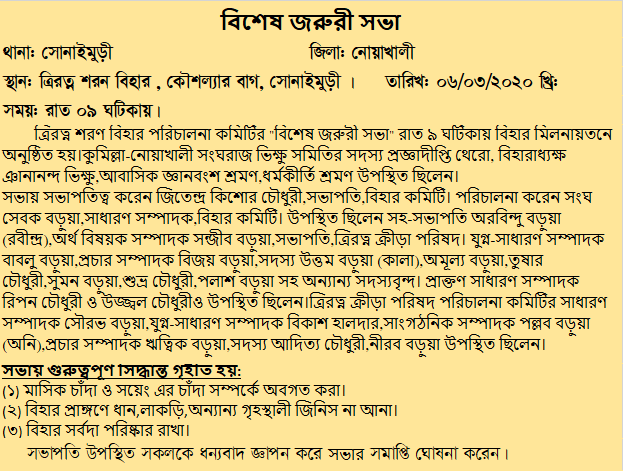 বিশেষ জরুরী সভা
থানাঃ সোনাইমুড়ী জিলাঃ নোয়াখালী
স্থানঃ ত্রিরত্ন শরন বিহার , কৌশল্যার বাগ, সোনাইমুড়ী । তারিখঃ ০৬/০৩/২০২০ খ্রিঃ
সময়ঃ রাত ০৯ ঘটিকায়।
ত্রিরত্ন শরণ বিহার পরিচালনা কমিটির "বিশেষ জরুরী সভা" রাত ৯ ঘটিকায় বিহার মিলনায়তনে
অনুষ্ঠিত হয়।কুমিল্লা-নোয়াখালী সংঘরাজ ভিক্ষু সমিতির সদস্য প্রজ্ঞাদীপ্তি থেরো, বিহারাধ্যক্ষ
ঞানানন্দ ভিক্ষু,আবাসিক জ্ঞানবংশ শ্রমণ,ধর্মকীর্তি শ্রমণ উপস্থিত ছিলেন।
সভায় সভাপতিত্ব করেন জিতেন্দ্র কিশোর চৌধুরী,সভাপতি,বিহার কমিটি। পরিচালনা করেন সংঘ
সেবক বড়ুয়া,সাধারণ সম্পাদক,বিহার কমিটি। উপস্থিত ছিলেন সহ-সভাপতি অরবিন্দু বড়ুয়া
(রবীন্দ্র),অর্থ বিষয়ক সম্পাদক সন্জীব বড়ুয়া,সভাপতি,ত্রিরত্ন ক্রীড়া পরিষদ। যুগ্ন-সাধারণ সম্পাদক
বাবলু বড়ুয়া,প্রচার সম্পাদক বিজয় বড়ুয়া,সদস্য উত্তম বড়ুয়া (কালা),অমূল্য বড়ুয়া,তুষার
চৌধুরী,সুমন বড়ুয়া,শুভ্র চৌধুরী,পলাশ বড়ুয়া সহ অন্যান্য সদস্যবৃন্দ। প্রাক্তণ সাধারণ সম্পাদক
রিপন চৌধুরী ও উজ্জ্বল চৌধুরীও উপস্থিত ছিলেন।ত্রিরত্ন ক্রীড়া পরিষদ পরিচালনা কমিটির সাধারণ
সম্পাদক সৌরভ বড়ুয়া,যুগ্ন-সাধারণ সম্পাদক বিকাশ হালদার,সাংগঠনিক সম্পাদক পল্লব বড়ুয়া
(অনি),প্রচার সম্পাদক ঋত্বিক বড়ুয়া,সদস্য আদিত্য চৌধুরী,নীরব বড়ুয়া উপস্থিত ছিলেন।
সভায় গুরুত্বপূণ সিদ্ধান্ত গৃহীত হয়:
(১) মাসিক চাঁদা ও সয়েং এর চাঁদা সম্পর্কে অবগত করা।
(২) বিহার প্রাঙ্গণে ধান,লাকড়ি,অন্যান্য গৃহস্থালী জিনিস না আনা।
(৩) বিহার সর্বদা পরিষ্কার রাখা।
সভাপতি উপস্থিত সকলকে ধন্যবাদ জ্ঞাপন করে সভার সমাপ্তি ঘোষনা করেন।